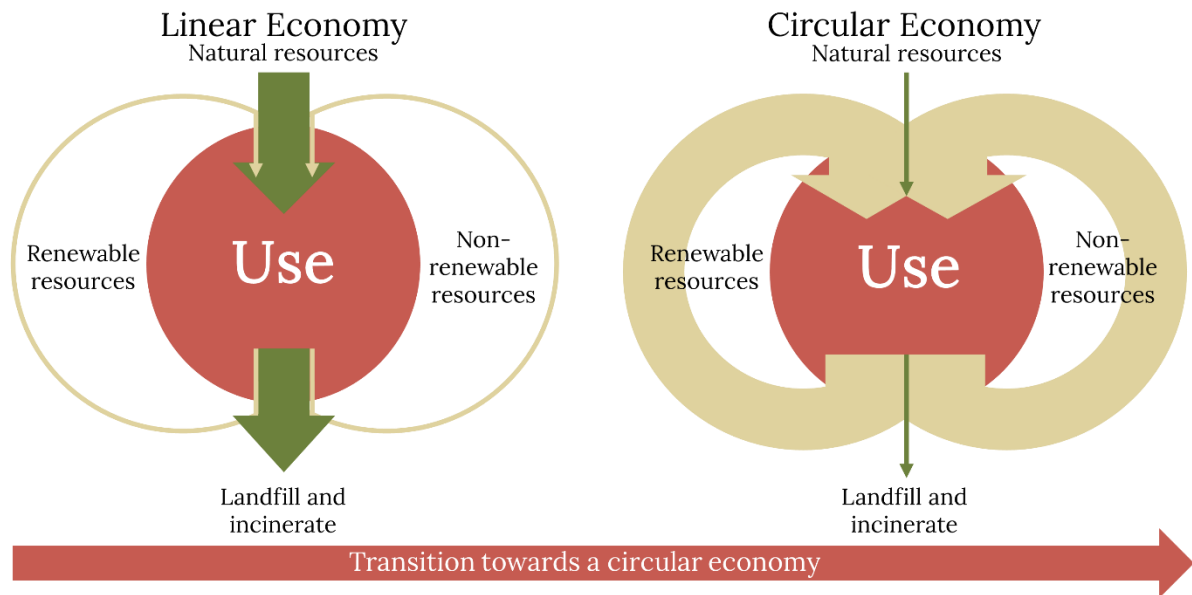 Linear Economy
Natural resources
Renewable
resources
Use
Non-
renewable
resources
Landfill and
incinerate
Circular Economy
Natural resources
Renewable
resources
Use
Non-
renewable
resources
Landfill and
incinerate
Transition towards a circular economy